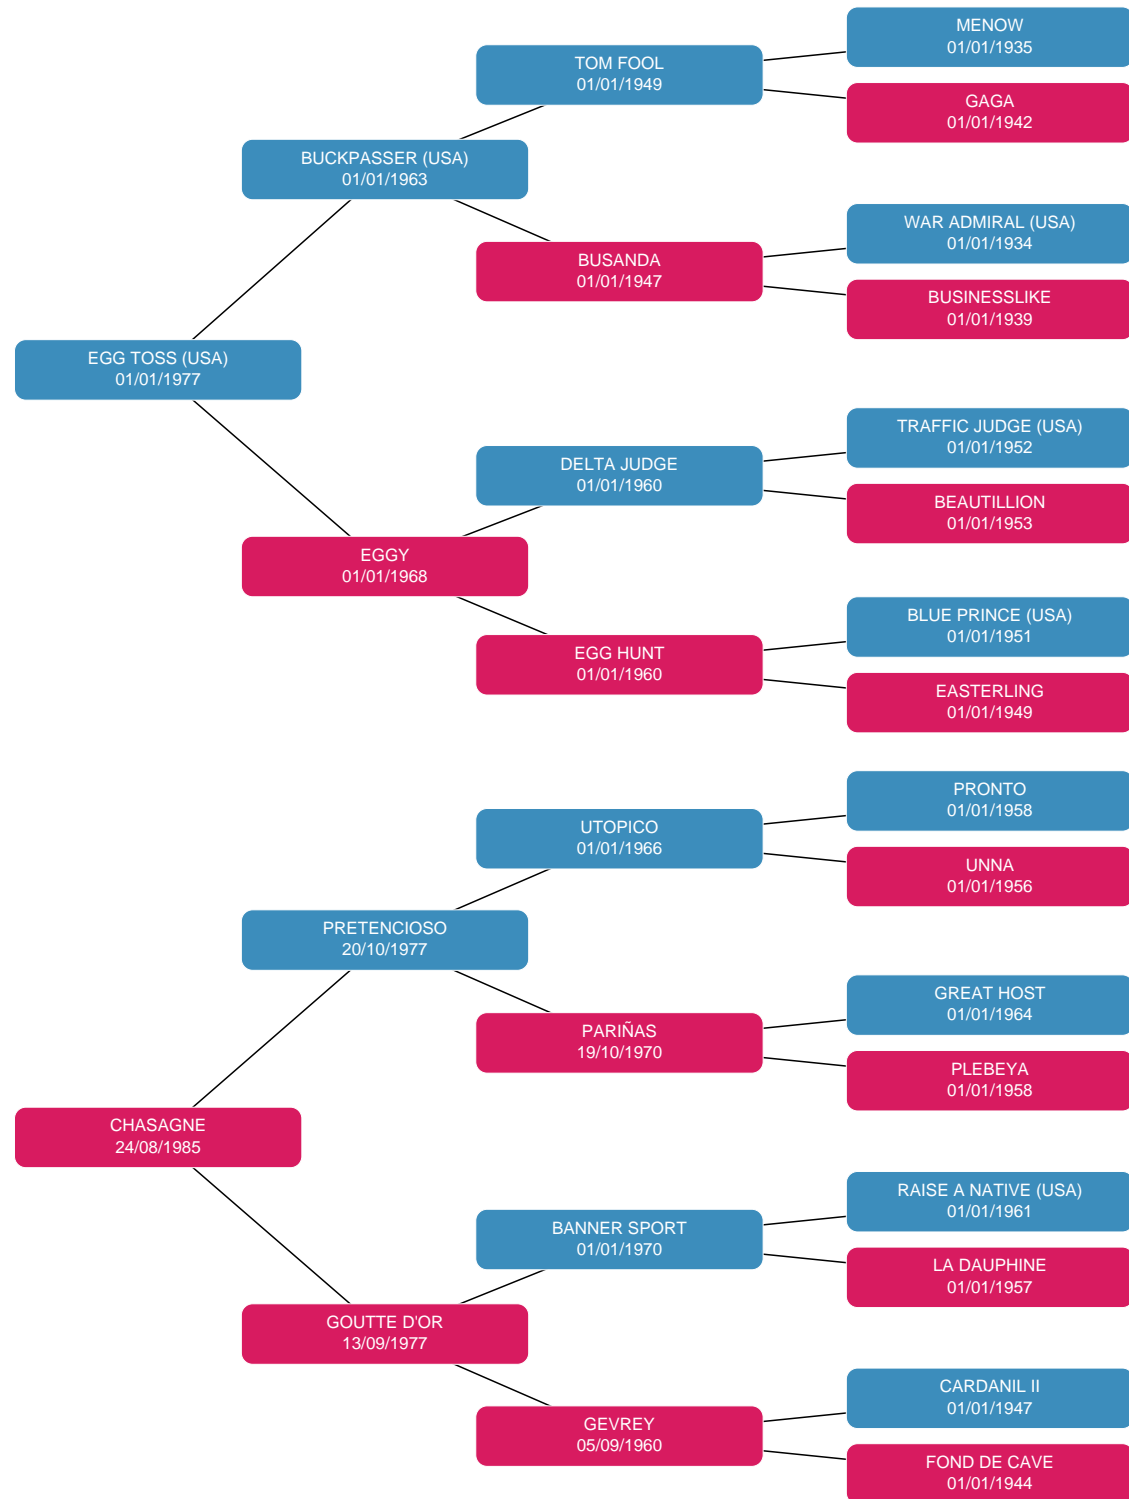 MENOW
01/01/1935
TOM FOOL
01/01/1949
GAGA
01/01/1942
BUCKPASSER (USA)
01/01/1963
WAR ADMIRAL (USA)
01/01/1934
BUSANDA
01/01/1947
BUSINESSLIKE
01/01/1939
EGG TOSS (USA)
01/01/1977
TRAFFIC JUDGE (USA)
01/01/1952
DELTA JUDGE
01/01/1960
BEAUTILLION
01/01/1953
EGGY
01/01/1968
BLUE PRINCE (USA)
01/01/1951
EGG HUNT
01/01/1960
EASTERLING
01/01/1949
PRONTO
01/01/1958
UTOPICO
01/01/1966
UNNA
01/01/1956
PRETENCIOSO
20/10/1977
GREAT HOST
01/01/1964
PARIÑAS
19/10/1970
PLEBEYA
01/01/1958
CHASAGNE
24/08/1985
RAISE A NATIVE (USA)
01/01/1961
BANNER SPORT
01/01/1970
LA DAUPHINE
01/01/1957
GOUTTE D'OR
13/09/1977
CARDANIL II
01/01/1947
GEVREY
05/09/1960
FOND DE CAVE
01/01/1944